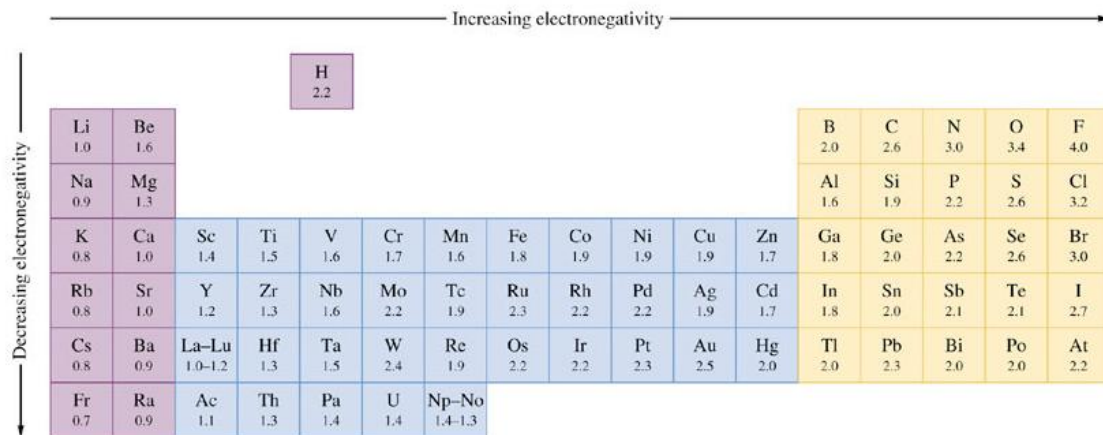 Increasing electronegativity
Decreasing electronegativity
H
2.2
Li Be B C N O F
1.0 1.6 2.0 2.6 3.0 3.4 4.0
Na Mg Al Si P S Cl
0.9 1.3 1.6 1.9 2.2 2.6 3.2
K Ca Sc Ti V Cr Mn Fe Co Ni Cu Zn Ga Ge As Se Br
0.8 1.0 1.4 1.5 1.6 1.7 1.6 1.8 1.9 1.9 1.9 1.7 1.8 2.0 2.2 2.6 3.0
Rb Sr Y Zr Nb Mo Tc Ru Rh Pd Ag Cd In Sn Sb Te I
0.8 1.0 1.2 1.3 1.6 2.2 1.9 2.3 2.2 2.2 1.9 1.7 1.8 2.0 2.1 2.1 2.7
Cs Ba La–Lu Hf Ta W Re Os Ir Pt Au Hg Tl Pb Bi Po At
0.8 0.9 1.0–1.2 1.3 1.5 2.4 1.9 2.2 2.2 2.3 2.5 2.0 2.0 2.3 2.0 2.0 2.2
Fr Ra Ac Th Pa U Np–No
0.7 0.9 1.1 1.3 1.4 1.4 1.4–1.3